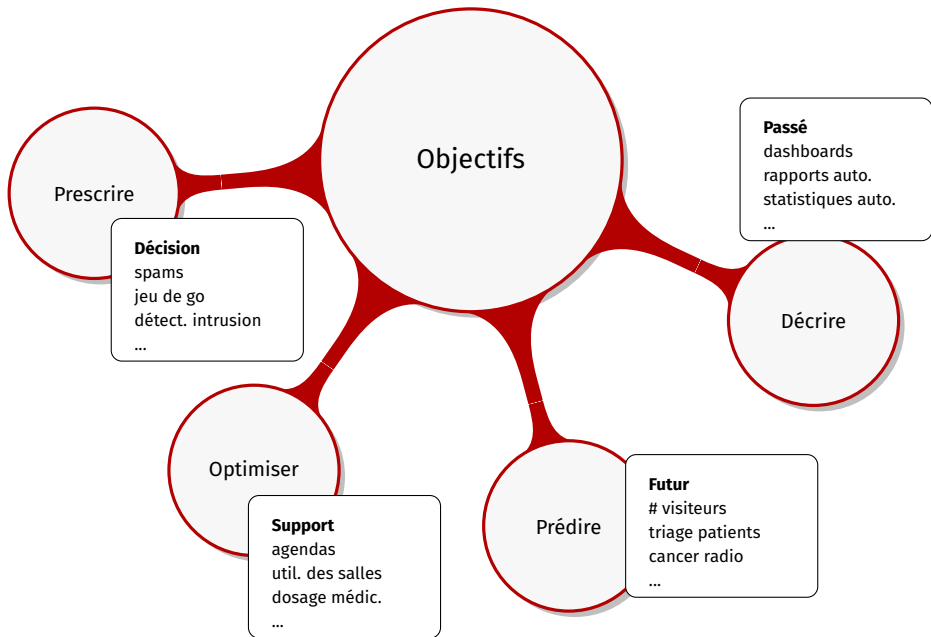 Objectifs
Prescrire
Décision
spams
jeu de go
détect. intrusion
...
Optimiser
Support
agendas
util. des salles
dosage médic.
...
Prédire
Futur
# visiteurs
triage patients
cancer radio
...
Décrire
Passé
dashboards
rapports auto.
statistiques auto.
...